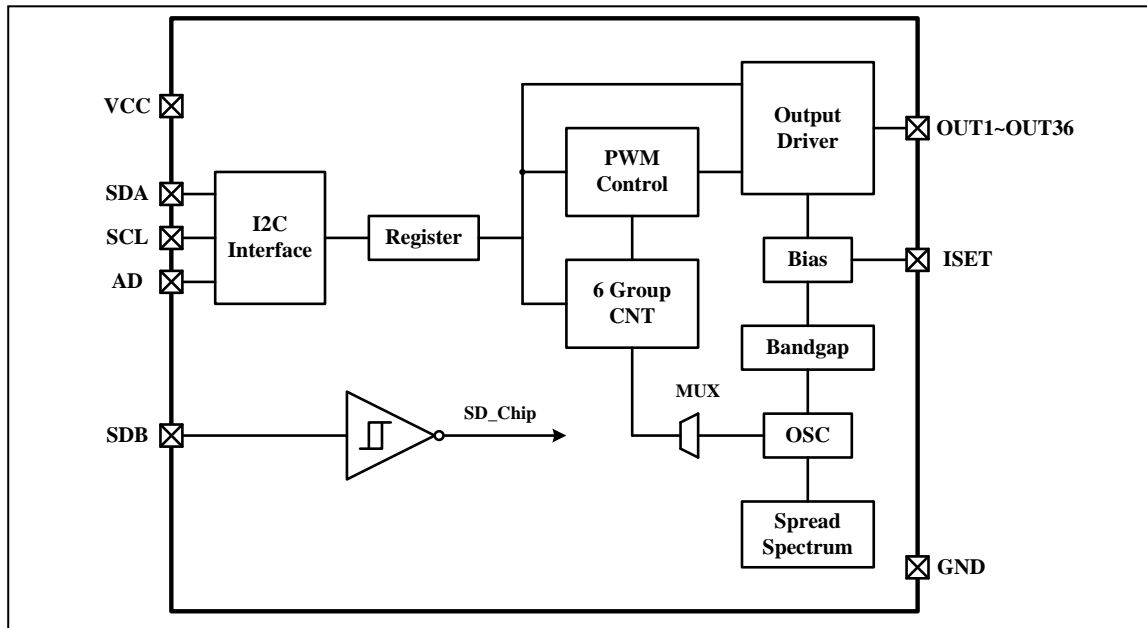 VCC
SDA
SCL
AD
SDB
I2C
Interface
Register
SD_Chip
PWM
Control
6 Group
CNT
MUX
Output
Driver
Bias
Bandgap
OSC
Spread
Spectrum
OUT1~OUT36
ISET
GND